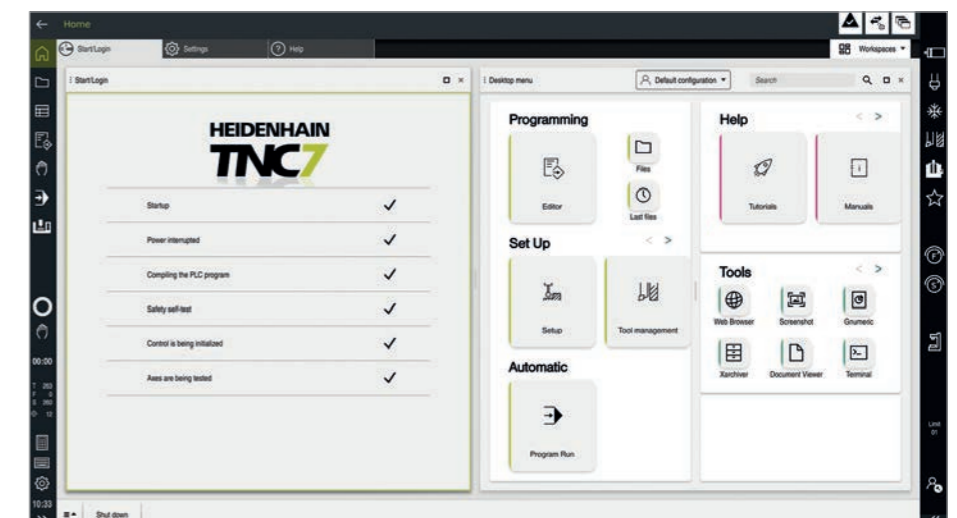 Home
Start/Login
Settings
Help
Workspaces
Start/Login
Desktop menu
Default configuration
Search
HEIDENHAIN
TNC7
Startup
Power interrupted
Compiling the PLC program
Safety self-test
Control is being initialized
Axes are being tested
Programming
Editor
Files
Last files
Set Up
Setup
Tool management
Automatic
Program Run
Help
Tutorials
Manuals
Tools
Web Browser
Screenshot
Gnumeric
Xarchiver
Document Viewer
Terminal
00:00
10:33
Shut down
F
S